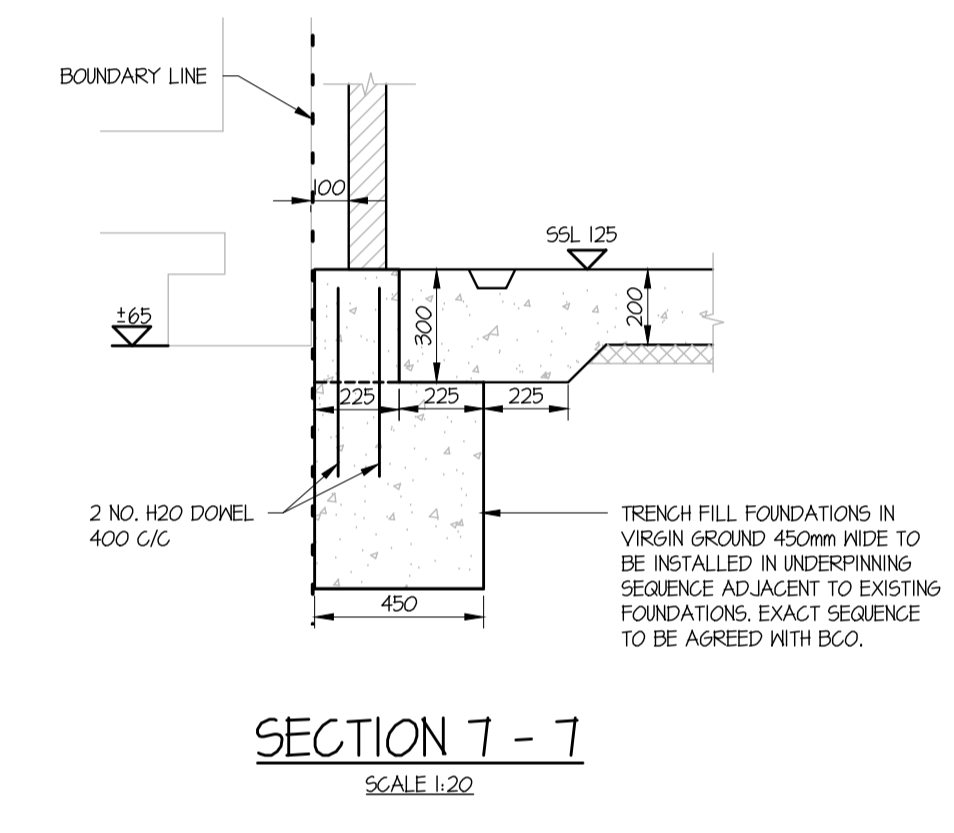 BOUNDARY LINE
100
SSL 125
±65
300
200
225
225
225
2 NO. H20 DOWEL
400 C/C
TRENCH FILL FOUNDATIONS IN
VIRGIN GROUND 450mm WIDE TO
BE INSTALLED IN UNDERPINNING
SEQUENCE ADJACENT TO EXISTING
FOUNDATIONS. EXACT SEQUENCE
TO BE AGREED WITH BCO.
450
SECTION 7 - 7
SCALE 1:20